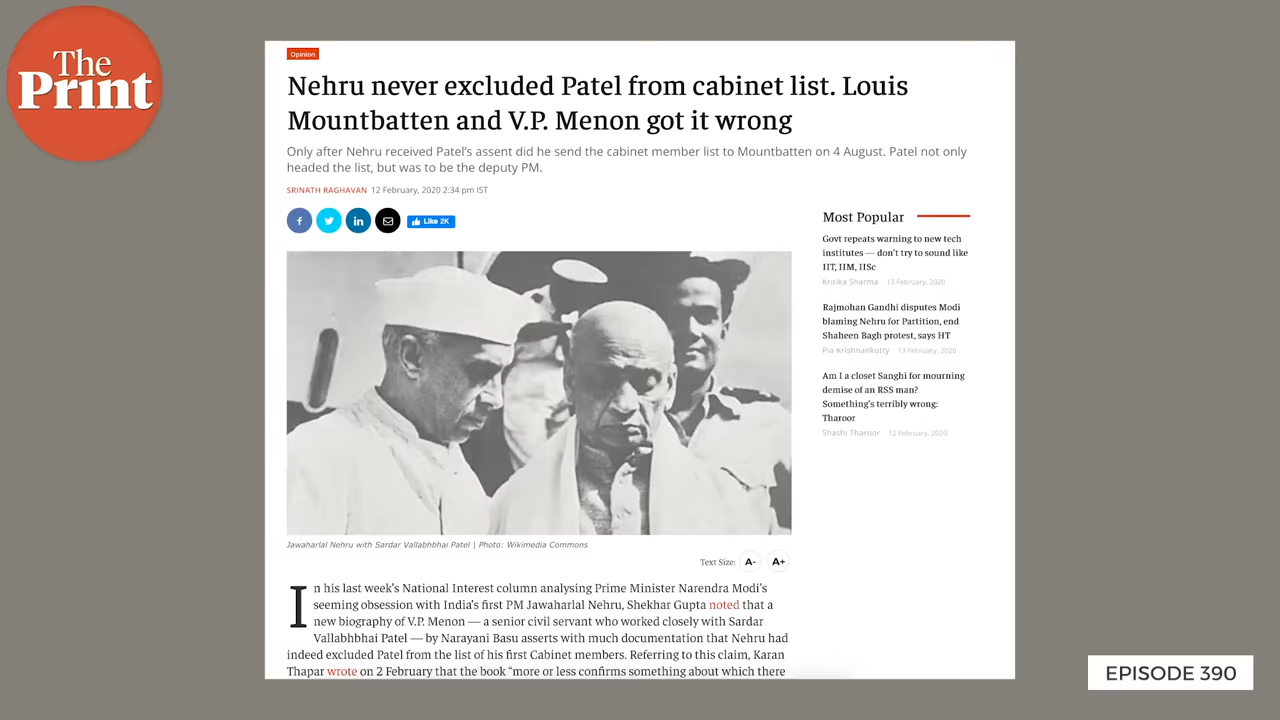 The
Print
Opinion
Nehru never excluded Patel from cabinet list. Louis
Mountbatten and V.P. Menon got it wrong
Only after Nehru received Patel's assent did he send the cabinet member list to Mountbatten on 4 August. Patel not only
headed the list, but was to be the deputy PM.
SRINATH RAGHAVAN 12 February, 2020 2:34 pm IST
f in Like 2K
Jawaharlal Nehru with Sardar Vallabhbhai Patel | Photo: Wikimedia Commons
Text Size: A- A+
In his last week's National Interest column analysing Prime Minister Narendra Modi's
seeming obsession with India's first PM Jawaharlal Nehru, Shekhar Gupta noted that a
new biography of V.P. Menon — a senior civil servant who worked closely with Sardar
Vallabhbhai Patel — by Narayani Basu asserts with much documentation that Nehru had
indeed excluded Patel from the list of his first Cabinet members. Referring to this claim, Karan
Thapar wrote on 2 February that the book "more or less confirms something about which there
Most Popular
Govt repeats warning to new tech
institutes — don't try to sound like
IIT, IIM, IISc
Kritika Sharma 13 February, 2020
Rajmohan Gandhi disputes Modi
blaming Nehru for Partition, end
Shaheen Bagh protest, says HT
Pia Krishnankutty 13 February, 2020
Am I a closet Sanghi for mourning
demise of an RSS man?
Something's terribly wrong:
Tharoor
Shashi Tharoor 12 February, 2020
EPISODE 390